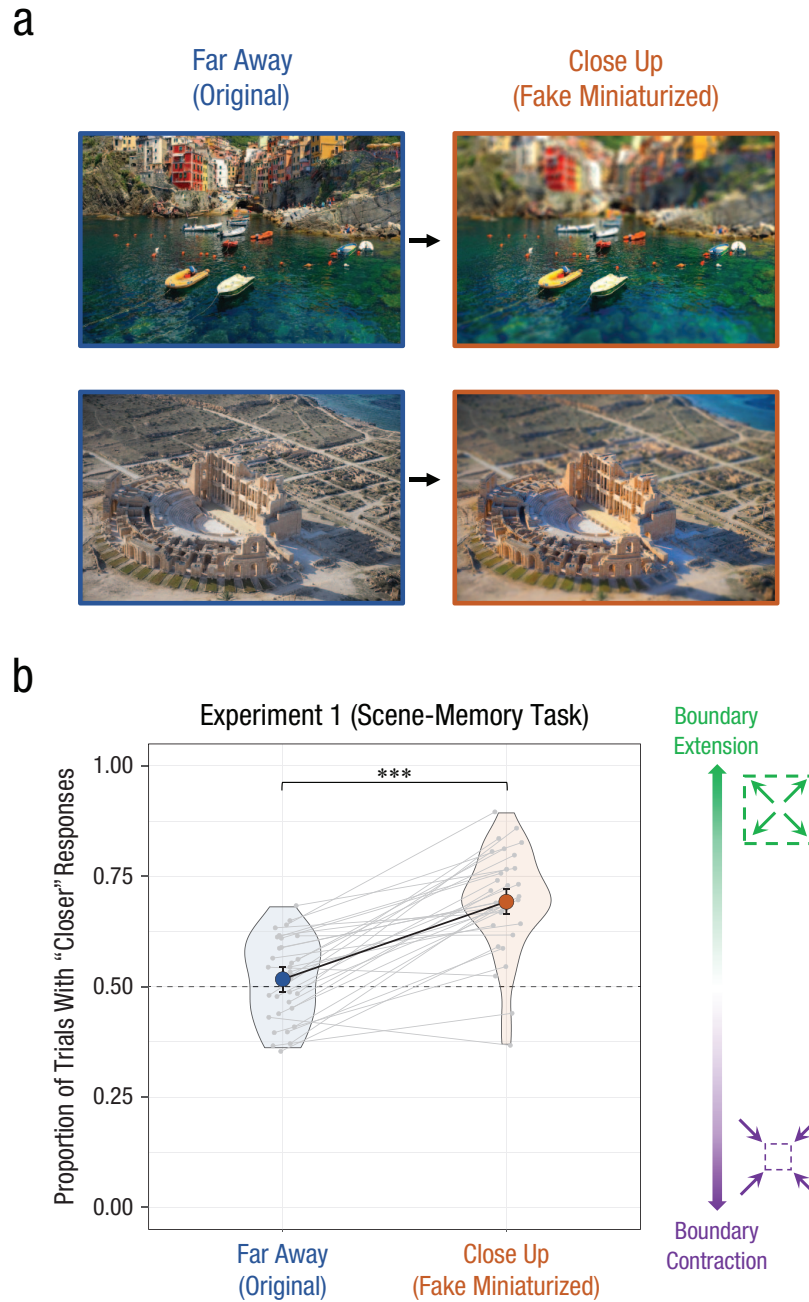 a
Far Away
(Original)
Close Up
(Fake Miniaturized)
b
Experiment 1 (Scene-Memory Task)
Boundary
Extension
Proportion of Trials With “Closer” Responses
1.00
0.75
0.50
0.25
0.00
***
Far Away
(Original)
Close Up
(Fake Miniaturized)
Boundary
Contraction